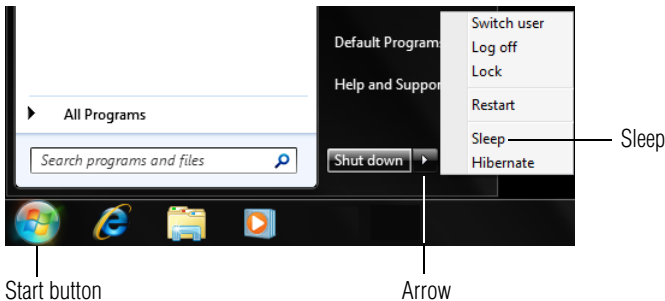 Switch user
Default Program
Log off
Lock
Help and Suppor
Restart
All Programs
Sleep
Sleep
Search programs and files
Shut down
Hibernate
Start button
Arrow